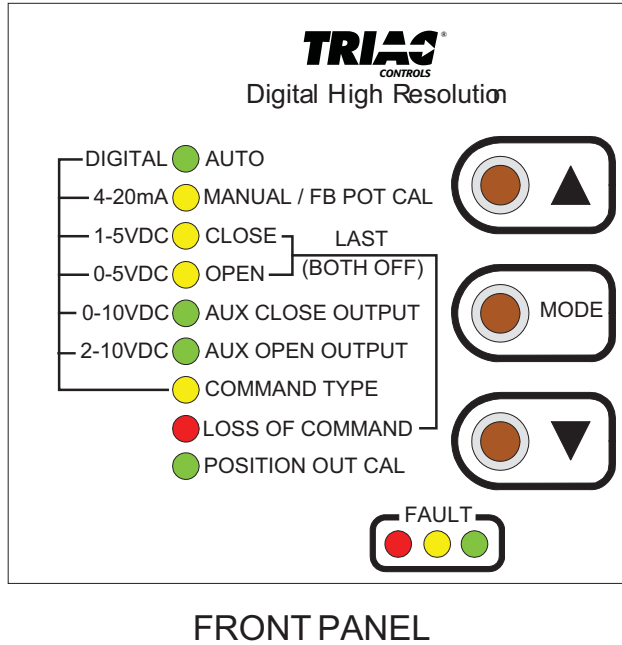 TRIAC®
CONTROLS
Digital High Resolution
DIGITAL AUTO
4-20mA MANUAL / FB POT CAL
1-5VDC CLOSE LAST
0-5VDC OPEN (BOTH OFF)
0-10VDC AUX CLOSE OUTPUT MODE
2-10VDC AUX OPEN OUTPUT
COMMAND TYPE
LOSS OF COMMAND
POSITION OUT CAL
FAULT
FRONT PANEL